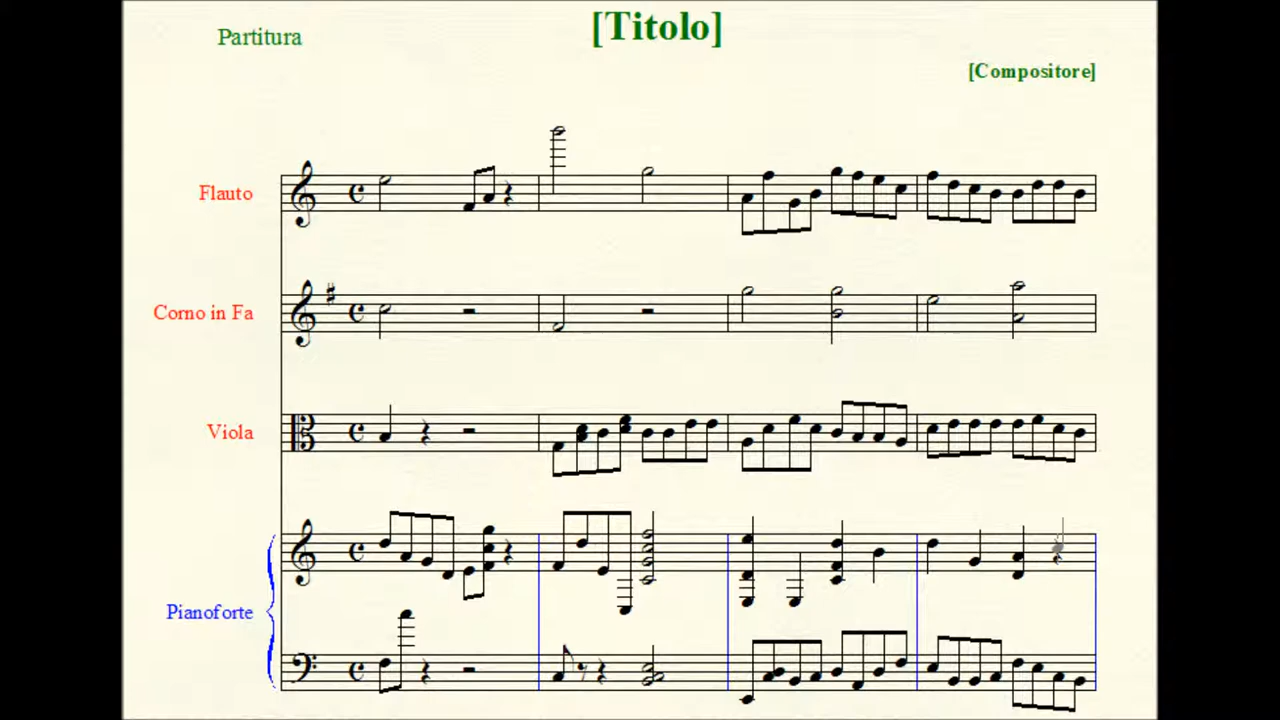 Partitura
[Titolo]
[Compositore]
Flauto
Corno in Fa
Viola
Pianoforte